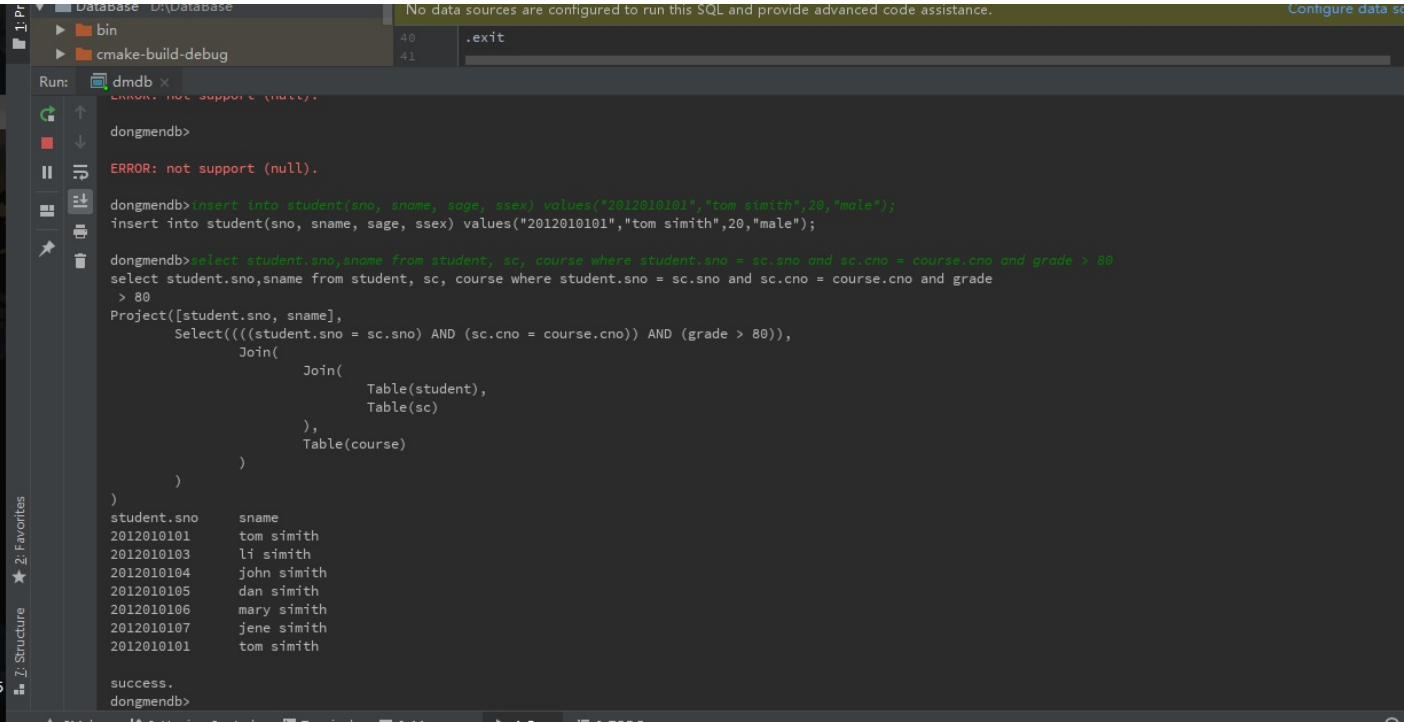 DataBase D:\DataBase
No data sources are configured to run this SQL and provide advanced code assistance.
Configure data
bin
cmake-build-debug
40 .exit
41
Run: dmdb
ERROR: not support (null).
dongmendb>
ERROR: not support (null).
dongmendb>insert into student(sno, sname, sage, ssex) values("2012010101","tom simith",20,"male");
insert into student(sno, sname, sage, ssex) values("2012010101","tom simith",20,"male");
dongmendb>select student.sno,sname from student, sc, course where student.sno = sc.sno and sc.cno = course.cno and grade > 80
select student.sno,sname from student, sc, course where student.sno = sc.sno and sc.cno = course.cno and grade
> 80
Project([student.sno, sname],
Select((((student.sno = sc.sno) AND (sc.cno = course.cno)) AND (grade > 80)),
Join(
Join(
Table(student),
Table(sc)
),
Table(course)
)
)
)
student.sno sname
2012010101 tom simith
2012010103 li simith
2012010104 john simith
2012010105 dan simith
2012010106 mary simith
2012010107 jene simith
2012010101 tom simith
success.
dongmendb>
2: Favorites
7: Structure